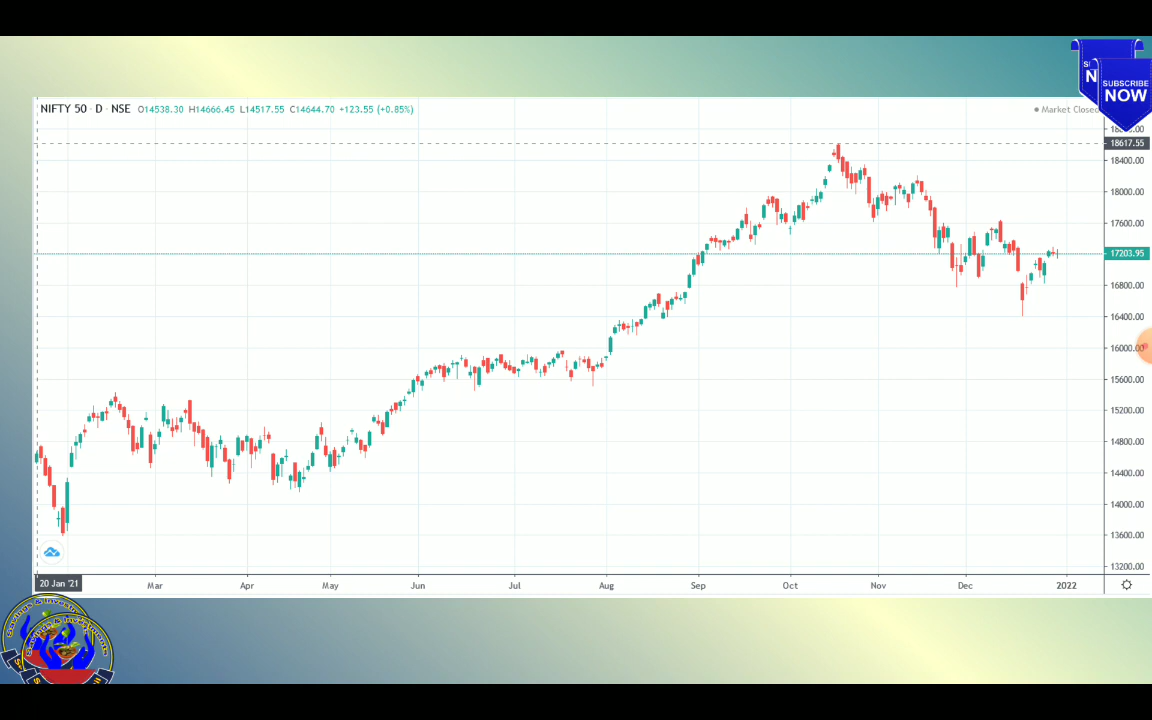 SUBSCRIBE
NOW
NIFTY 50 D NSE O14538.30 H14666.45 L14517.55 C14644.70 +123.55 (+0.85%)
Market Closed
18617.55
18400.00
18000.00
17600.00
17203.95
16800.00
16400.00
16000.00
15600.00
15200.00
14800.00
14400.00
14000.00
13600.00
13200.00
20 Jan '21 Mar Apr May Jun Jul Aug Sep Oct Nov Dec 2022
Savings & Investments